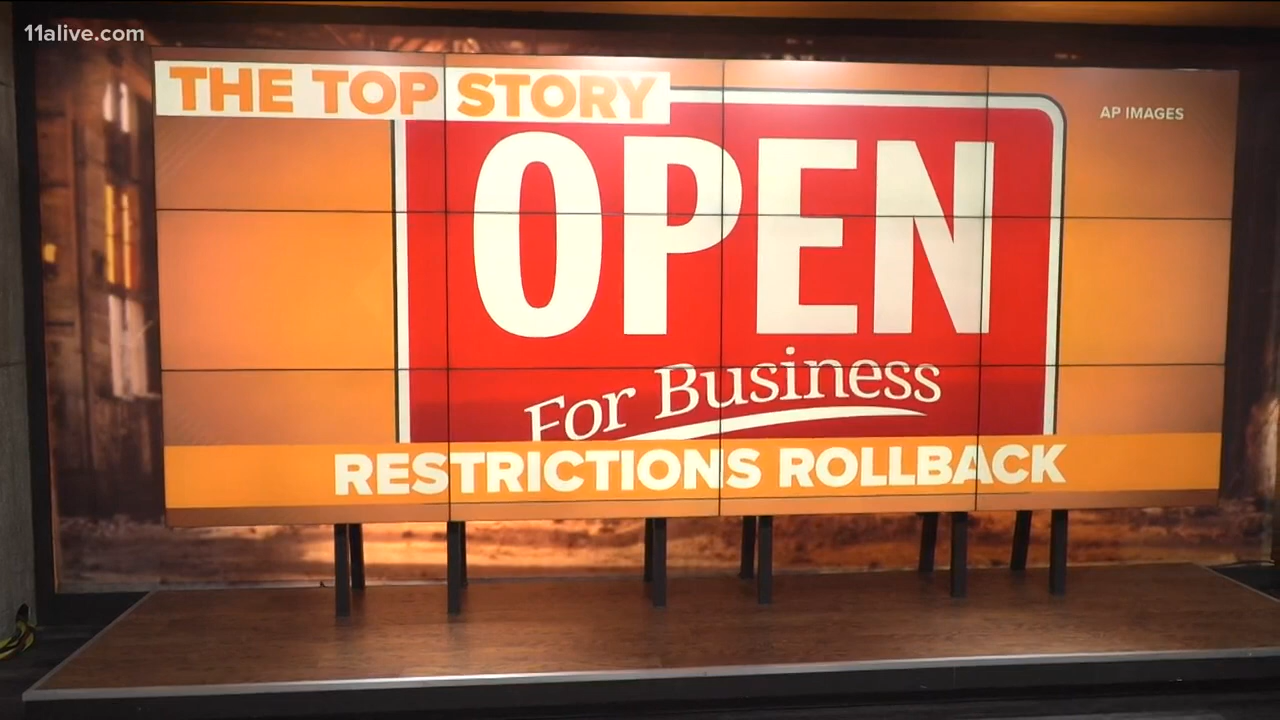 11alive.com
THE TOP STORY
AP IMAGES
OPEN
For Business
RESTRICTIONS ROLLBACK